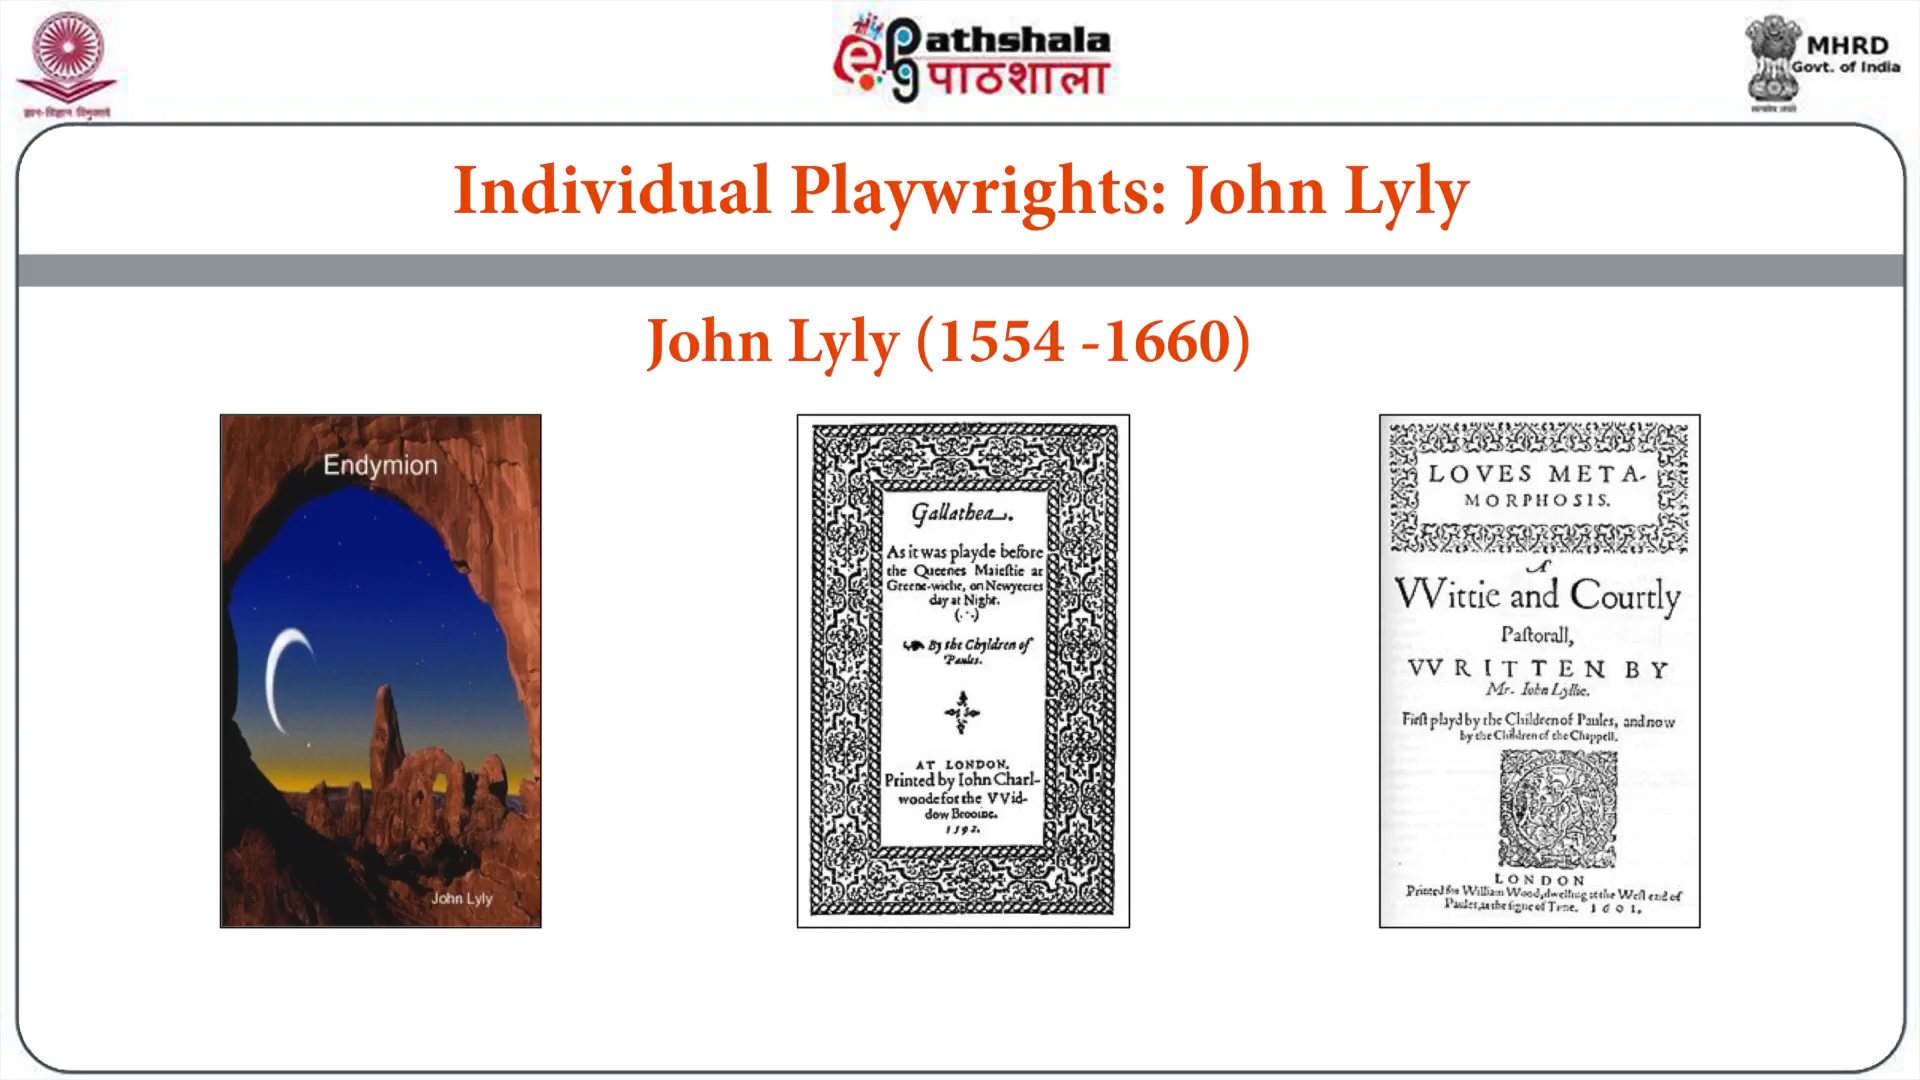 ज्ञान-विज्ञान विमुक्तये
ePG Pathshala
पाठशाला
MHRD
Govt. of India
सत्यमेव जयते
Individual Playwrights: John Lyly
John Lyly (1554 -1660)
Endymion
John Lyly
Gallathea.
As it was playde before
the Queenes Maiestie at
Greene-wiche, on Newyeeres
day at Night.
(.·.)
By the Chyldren of
Paules.
AT LONDON,
Printed by Iohn Charl-
woode for the VVid-
dow Broome.
1592.
LOVES META-
MORPHOSIS.
A
VVittie and Courtly
Paſtorall,
VVRITTEN BY
Mr. Iohn Lyllie.
Firſt playd by the Children of Paules, and now
by the Children of the Chappell.
LONDON
Printed for William Wood, dwelling at the Weſt end of
Paules, at the ſigne of Time. 1601.